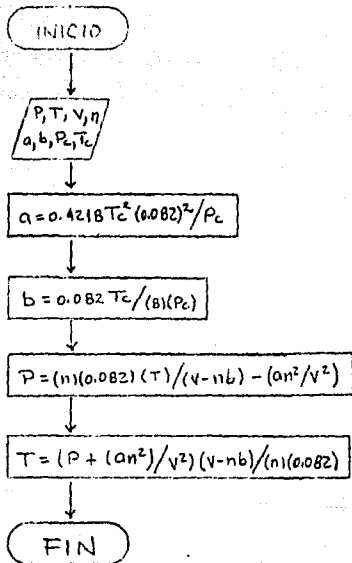 INICIO
P, T, V, n
a, b, Pc, Tc
a = 0.4218 Tc² (0.082)² / Pc
b = 0.082 Tc / (8)(Pc)
P = (n)(0.082) (T) / (v-nb) - (an²/v²)
T = (P + (an²)/v²) (v-nb)/(n)(0.082)
FIN